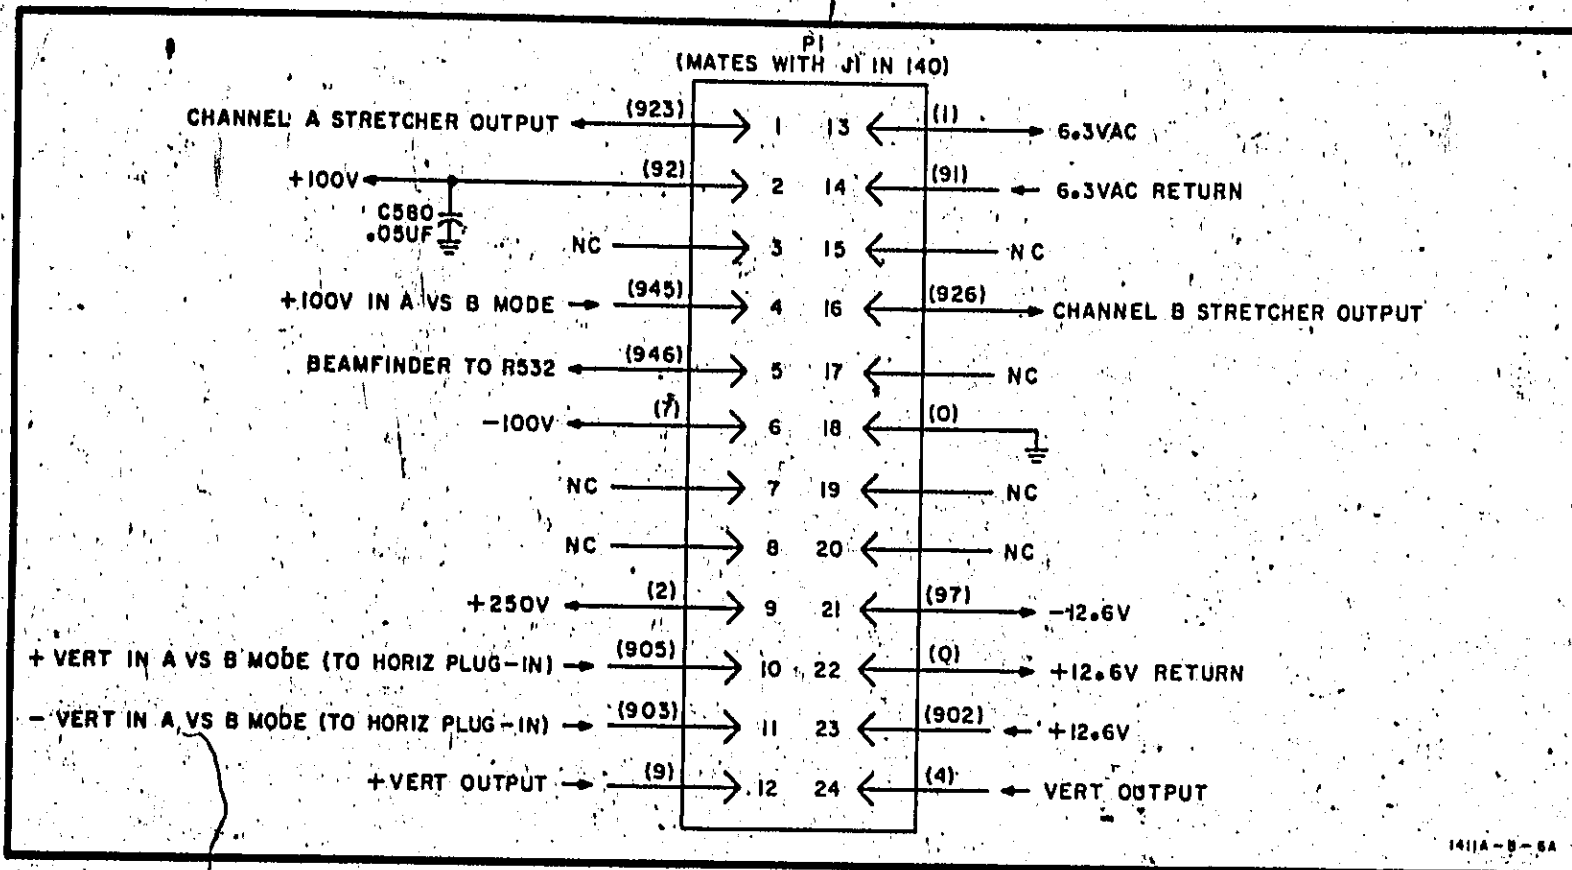 P1
(MATES WITH J1 IN 140)
CHANNEL A STRETCHER OUTPUT (923) 1 13 (1) 6.3VAC
+100V (92) 2 14 (91) 6.3VAC RETURN
C580
.05UF
NC 3 15 NC
+100V IN A VS B MODE (945) 4 16 (926) CHANNEL B STRETCHER OUTPUT
BEAMFINDER TO R532 (946) 5 17 NC
-100V (7) 6 18 (0)
NC 7 19 NC
NC 8 20 NC
+250V (2) 9 21 (97) -12.6V
+ VERT IN A VS B MODE (TO HORIZ PLUG-IN) (905) 10 22 (0) +12.6V RETURN
- VERT IN A VS B MODE (TO HORIZ PLUG-IN) (903) 11 23 (902) +12.6V
+VERT OUTPUT (9) 12 24 (4) VERT OUTPUT